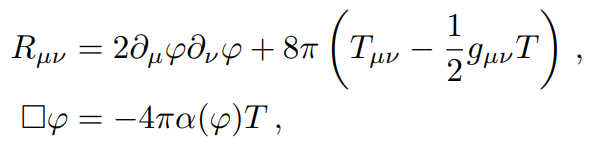 R_{\mu\nu} = 2\partial_\mu\varphi\partial_\nu\varphi + 8\pi\left(T_{\mu\nu} - \frac{1}{2}g_{\mu\nu}T\right) ,
\Box\varphi = -4\pi\alpha(\varphi)T ,